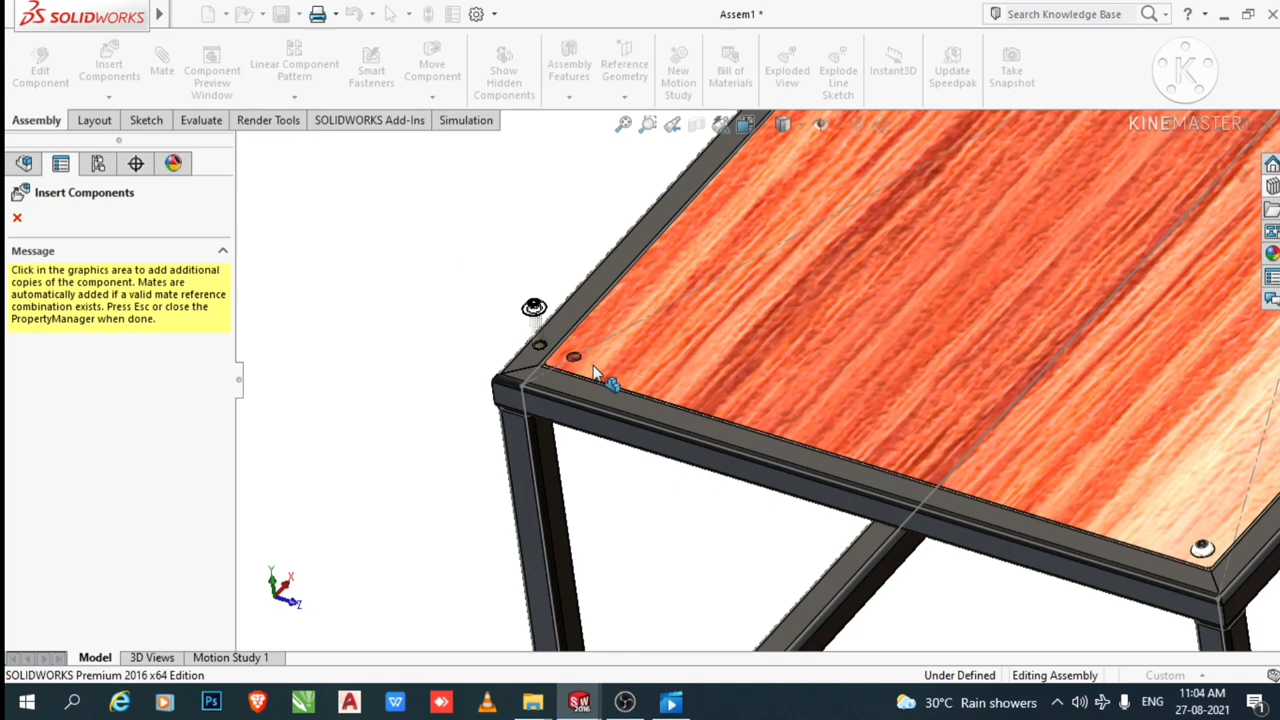 SOLIDWORKS
Assem1 *
Search Knowledge Base
?
Edit Component
Insert Components
Mate
Component Preview Window
Linear Component Pattern
Smart Fasteners
Move Component
Show Hidden Components
Assembly Features
Reference Geometry
New Motion Study
Bill of Materials
Exploded View
Explode Line Sketch
Instant3D
Update Speedpak
Take Snapshot
K
Assembly
Layout
Sketch
Evaluate
Render Tools
SOLIDWORKS Add-Ins
Simulation
KINEMASTER
Insert Components
Message
Click in the graphics area to add additional
copies of the component. Mates are
automatically added if a valid mate reference
combination exists. Press Esc or close the
PropertyManager when done.
Y
X
Z
Model
3D Views
Motion Study 1
SOLIDWORKS Premium 2016 x64 Edition
Under Defined
Editing Assembly
Custom
Ps
A
W
SW
2016
30°C Rain showers
ENG
11:04 AM
27-08-2021
1